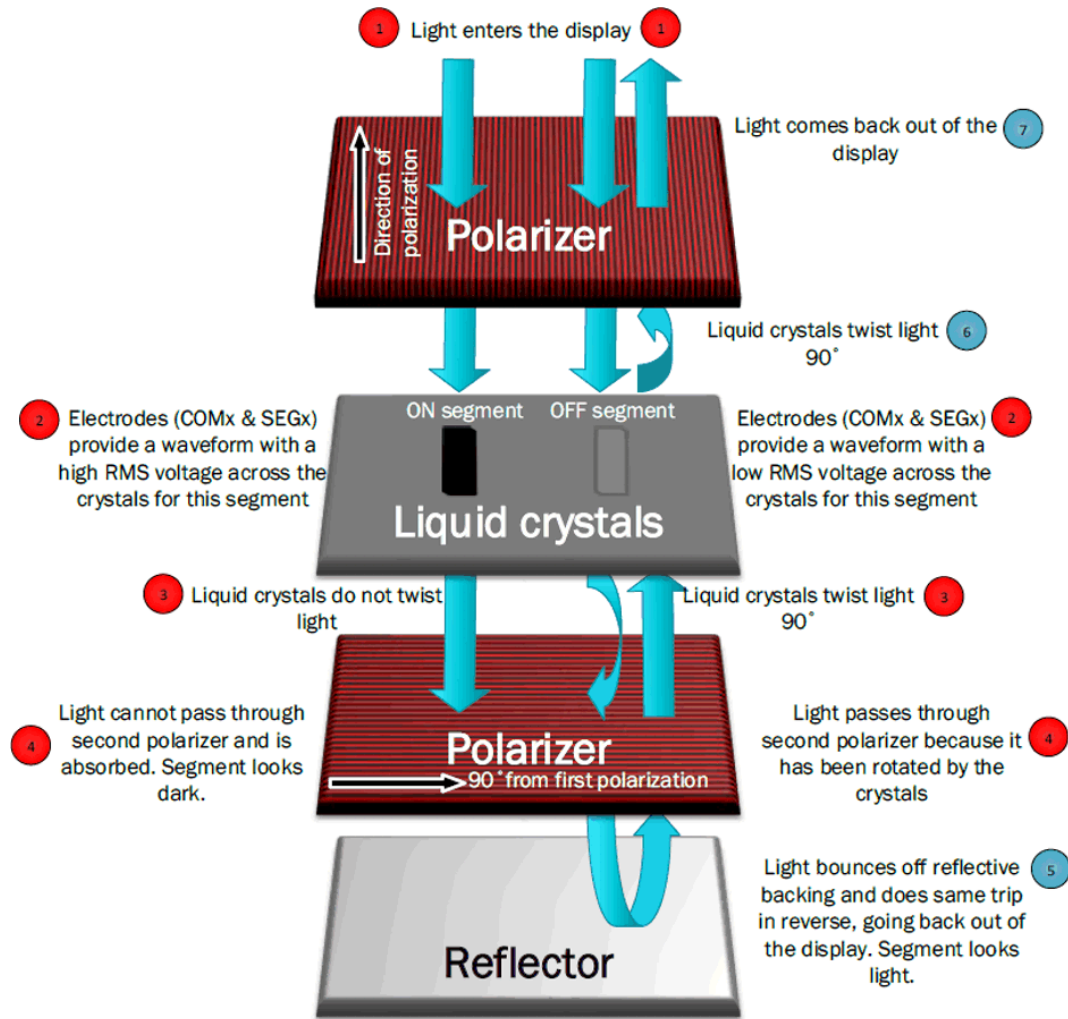 1 Light enters the display 1
Light comes back out of the 7
display
Direction of
polarization
Polarizer
Liquid crystals twist light 6
90˚
2 Electrodes (COMx & SEGx)
provide a waveform with a
high RMS voltage across the
crystals for this segment
ON segment OFF segment
Liquid crystals
Electrodes (COMx & SEGx) 2
provide a waveform with a
low RMS voltage across the
crystals for this segment
3 Liquid crystals do not twist
light
Liquid crystals twist light 3
90˚
Light cannot pass through
4 second polarizer and is
absorbed. Segment looks
dark.
Polarizer
90˚from first polarization
Light passes through
second polarizer because it 4
has been rotated by the
crystals
Light bounces off reflective 5
backing and does same trip
in reverse, going back out of
the display. Segment looks
light.
Reflector